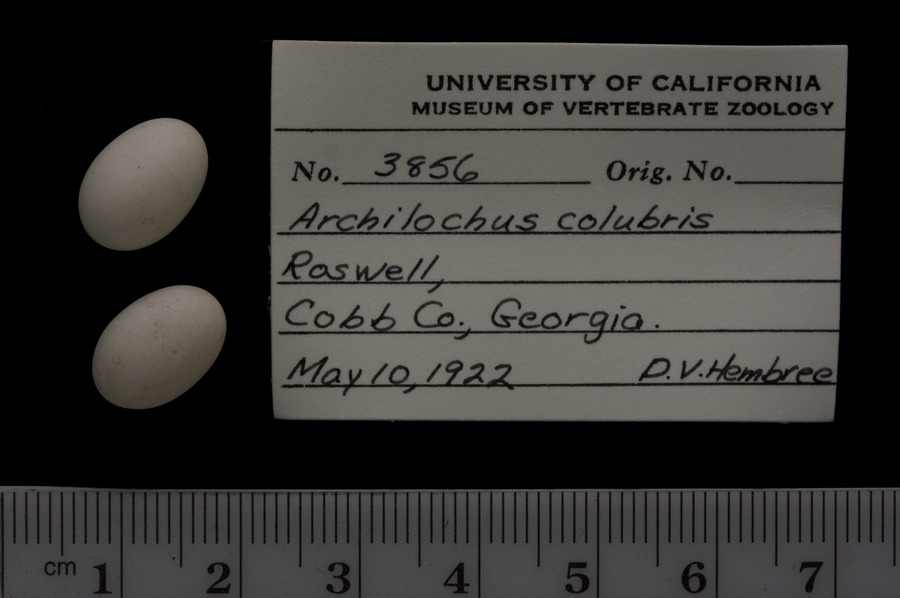 UNIVERSITY OF CALIFORNIA
MUSEUM OF VERTEBRATE ZOOLOGY
No. 3856 Orig. No.
Archilochus colubris
Roswell,
Cobb Co., Georgia.
May 10, 1922 D.V. Hembree
cm 1 2 3 4 5 6 7